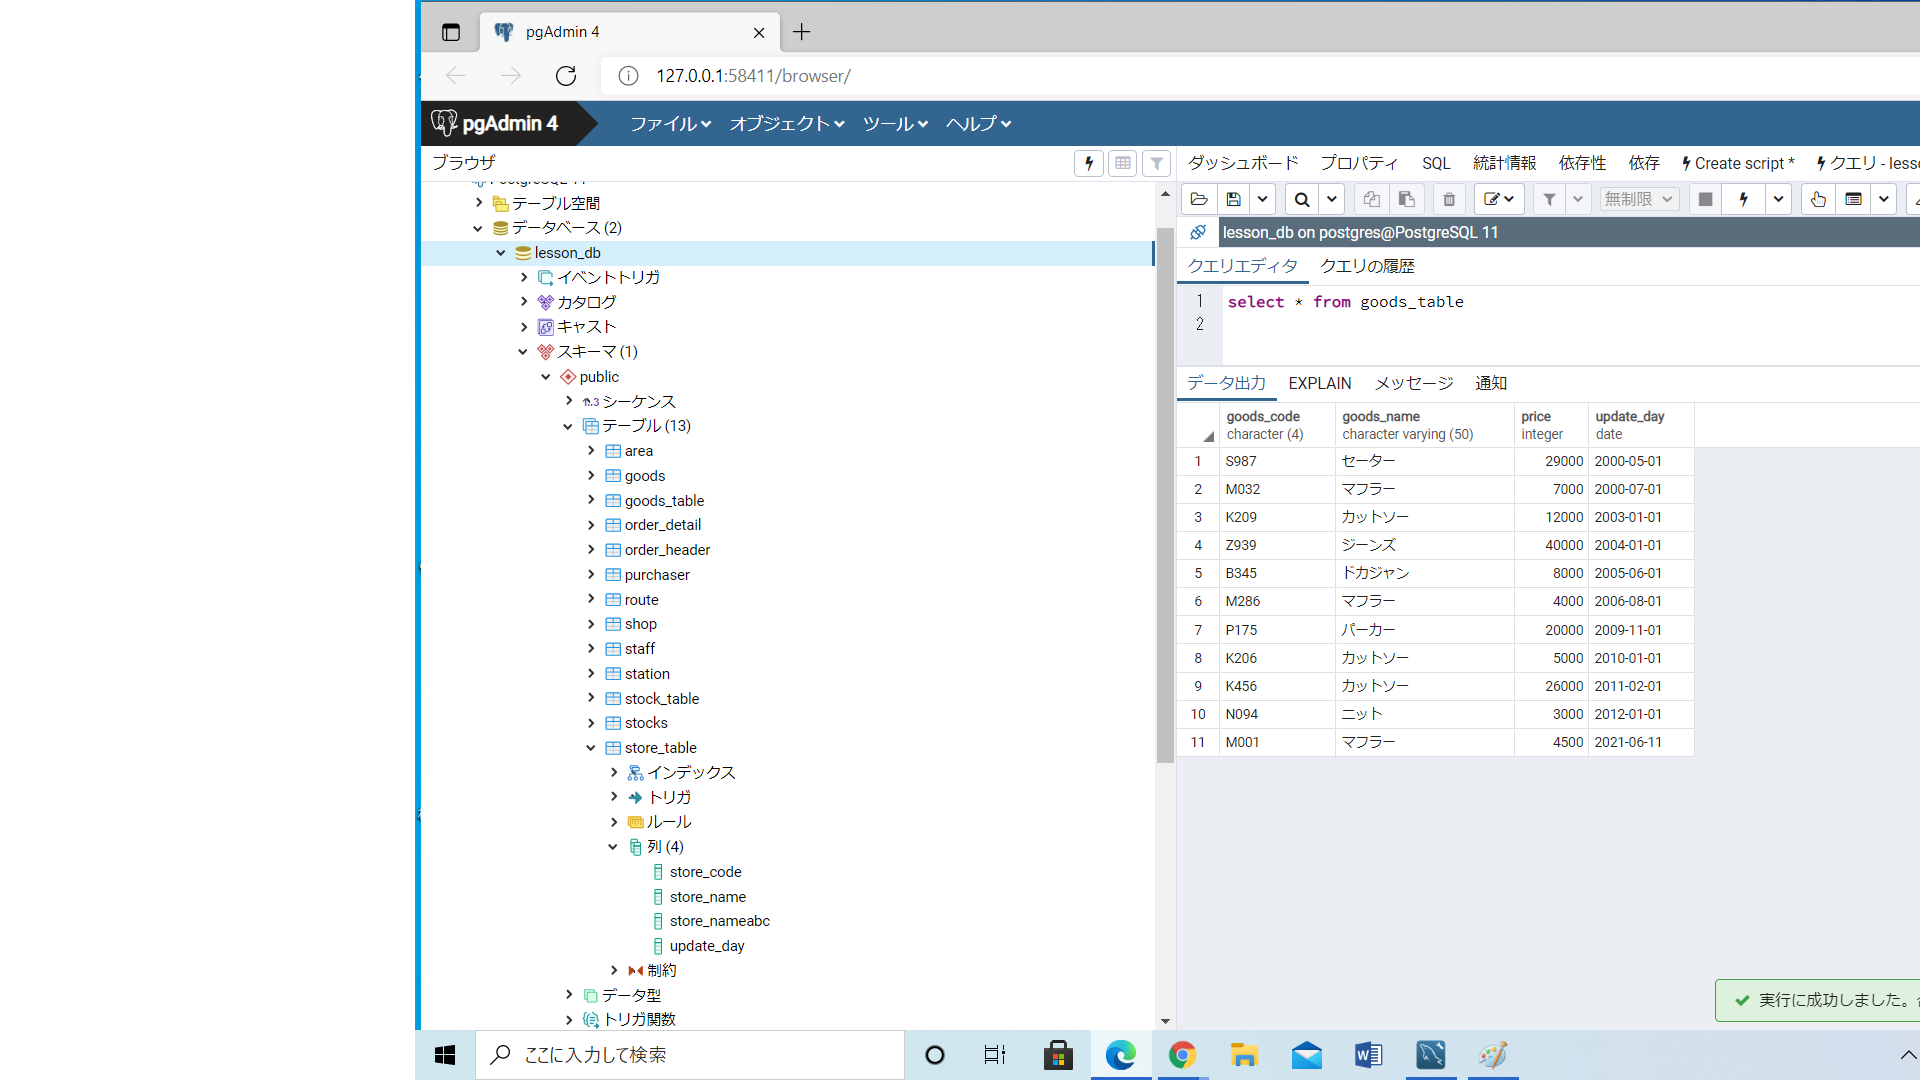 pgAdmin 4
127.0.0.1:58411/browser/
pgAdmin 4 ファイル オブジェクト ツール ヘルプ
ブラウザ
テーブル空間
データベース (2)
lesson_db
イベントトリガ
カタログ
キャスト
スキーマ (1)
public
シーケンス
テーブル (13)
area
goods
goods_table
order_detail
order_header
purchaser
route
shop
staff
station
stock_table
stocks
store_table
インデックス
トリガ
ルール
列 (4)
store_code
store_name
store_nameabc
update_day
制約
データ型
トリガ関数
ダッシュボード プロパティ SQL 統計情報 依存性 依存 Create script * クエリ - less
無制限
lesson_db on postgres@PostgreSQL 11
クエリエディタ クエリの履歴
1 select * from goods_table
2
データ出力 EXPLAIN メッセージ 通知
goods_code goods_name price update_day
character (4) character varying (50) integer date
1 S987 セーター 29000 2000-05-01
2 M032 マフラー 7000 2000-07-01
3 K209 カットソー 12000 2003-01-01
4 Z939 ジーンズ 40000 2004-01-01
5 B345 ドカジャン 8000 2005-06-01
6 M286 マフラー 4000 2006-08-01
7 P175 パーカー 20000 2009-11-01
8 K206 カットソー 5000 2010-01-01
9 K456 カットソー 26000 2011-02-01
10 N094 ニット 3000 2012-01-01
11 M001 マフラー 4500 2021-06-11
実行に成功しました。
ここに入力して検索